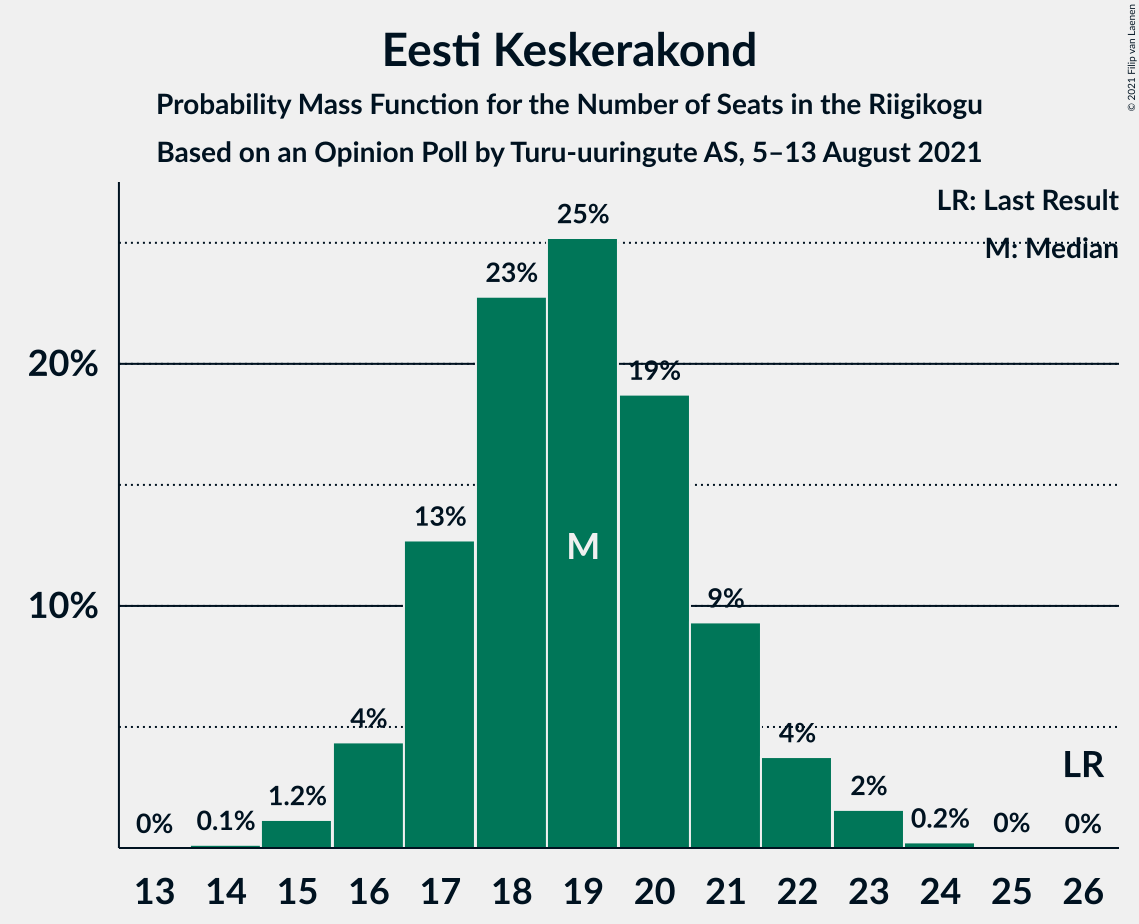 Eesti Keskerakond
Probability Mass Function for the Number of Seats in the Riigikogu
Based on an Opinion Poll by Turu-uuringute AS, 5–13 August 2021
© 2021 Filip van Laenen
LR: Last Result
M: Median
20%
10%
0%
0.1%
1.2%
4%
13%
23%
25%
19%
9%
4%
2%
0.2%
0%
0%
M
LR
13 14 15 16 17 18 19 20 21 22 23 24 25 26